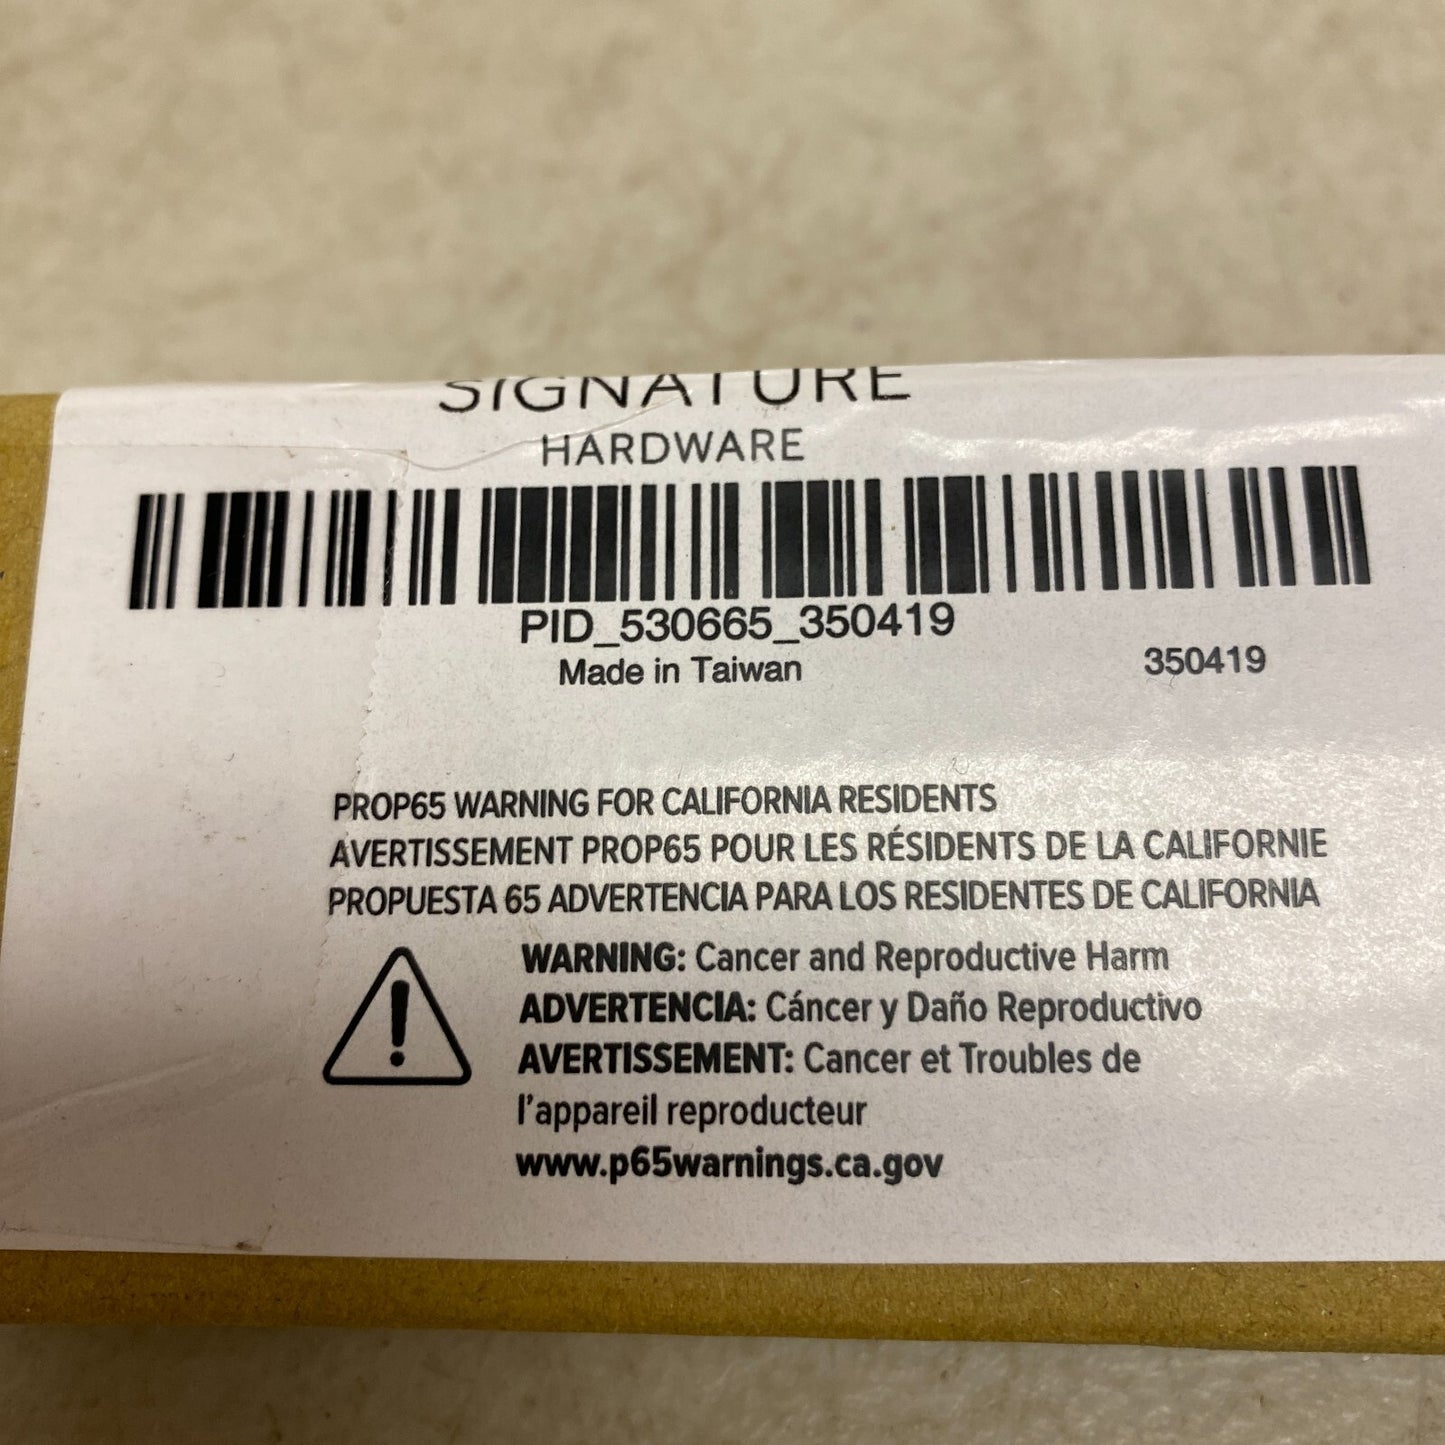 SIGNATURE
HARDWARE
PID_530665_350419
Made in Taiwan
350419
PROP65 WARNING FOR CALIFORNIA RESIDENTS
AVERTISSEMENT PROP65 POUR LES RÉSIDENTS DE LA CALIFORNIE
PROPUESTA 65 ADVERTENCIA PARA LOS RESIDENTES DE CALIFORNIA
WARNING: Cancer and Reproductive Harm
ADVERTENCIA: Cáncer y Daño Reproductivo
AVERTISSEMENT: Cancer et Troubles de
l'appareil reproducteur
www.p65warnings.ca.gov